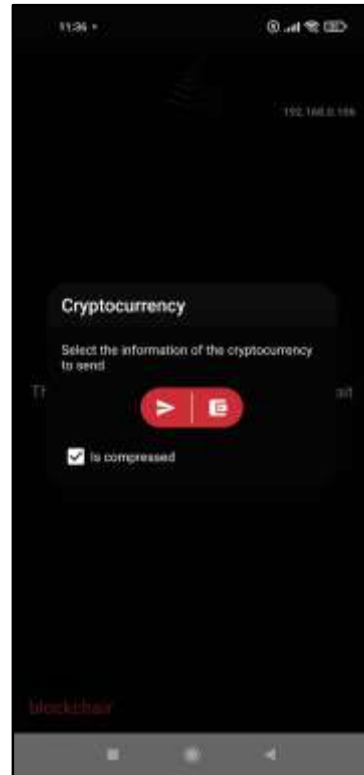 11:36
192.168.0.106
Cryptocurrency
Select the information of the cryptocurrency
to send
Is compressed
blockchair